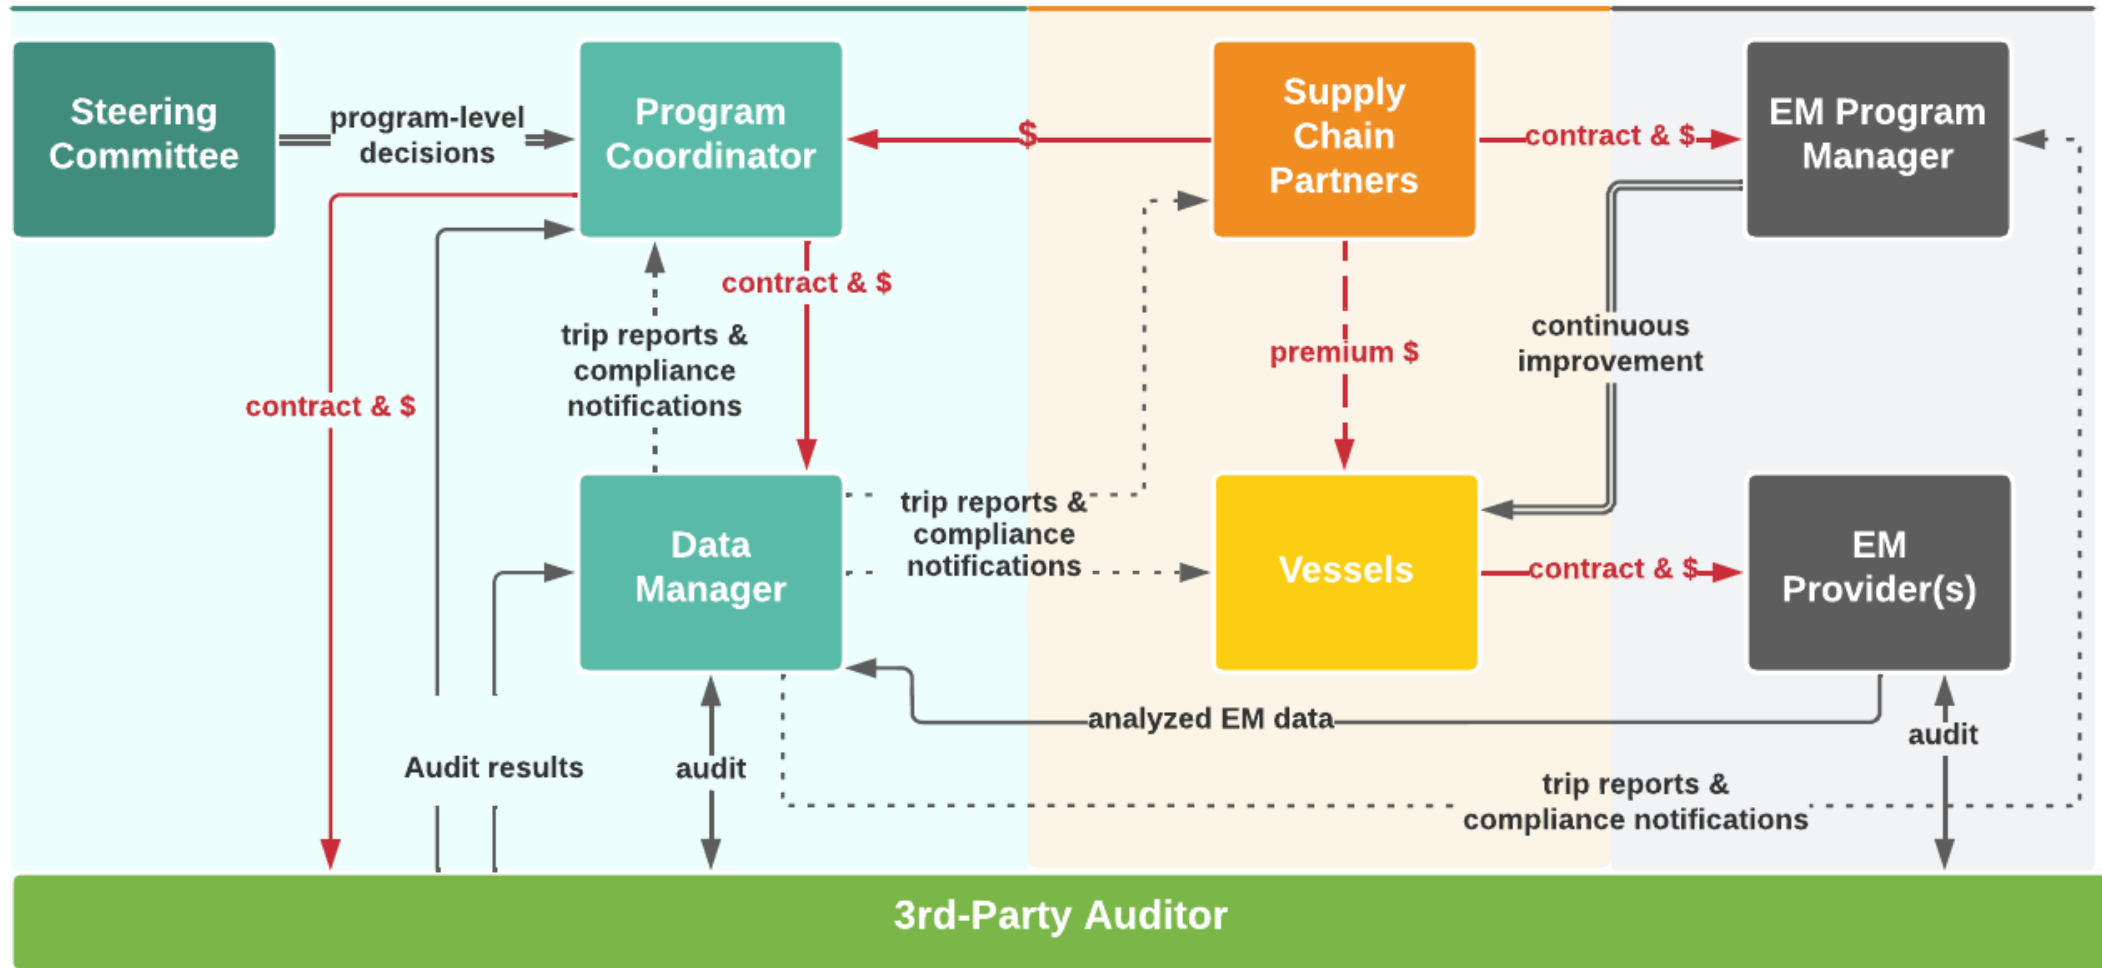 Steering
Committee
program-level
decisions
Program
Coordinator
$
Supply
Chain
Partners
contract & $
EM Program
Manager
contract & $
trip reports &
compliance
notifications
contract & $
premium $
continuous
improvement
Data
Manager
trip reports &
compliance
notifications
Vessels
contract & $
EM
Provider(s)
analyzed EM data
Audit results
audit
audit
trip reports &
compliance notifications
3rd-Party Auditor